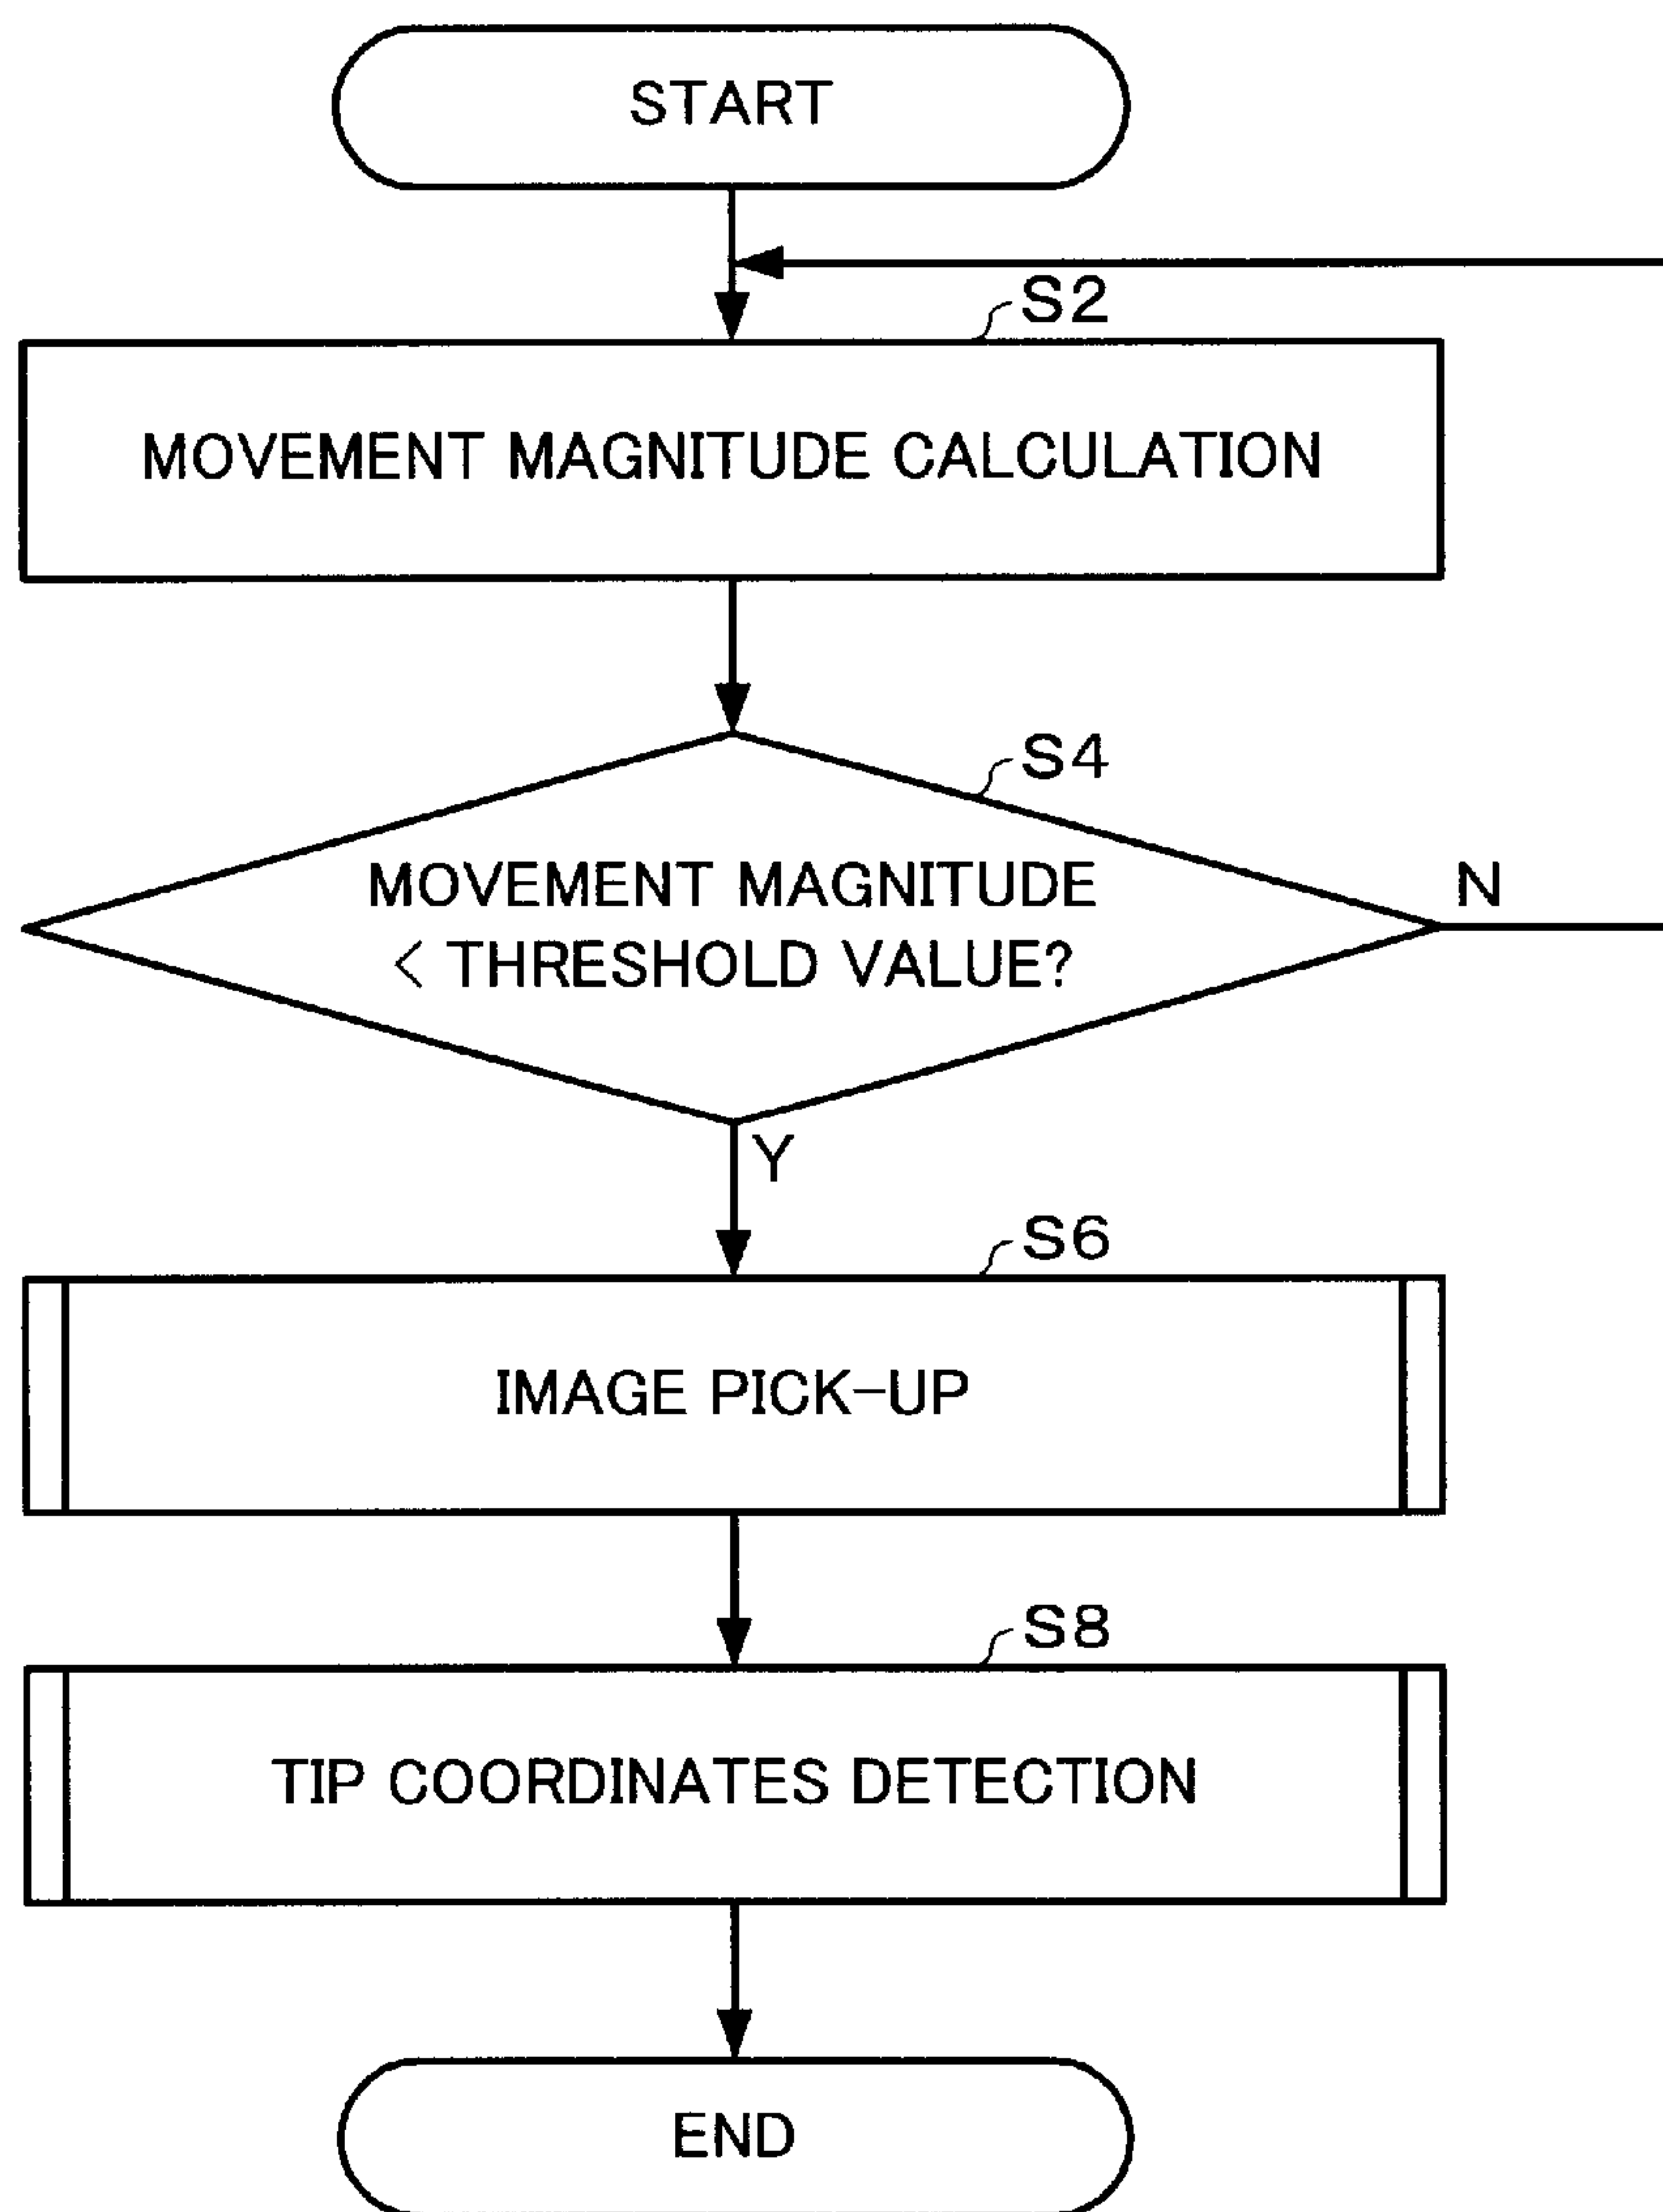 START
S2
MOVEMENT MAGNITUDE CALCULATION
S4
MOVEMENT MAGNITUDE
< THRESHOLD VALUE?
N
Y
S6
IMAGE PICK-UP
S8
TIP COORDINATES DETECTION
END